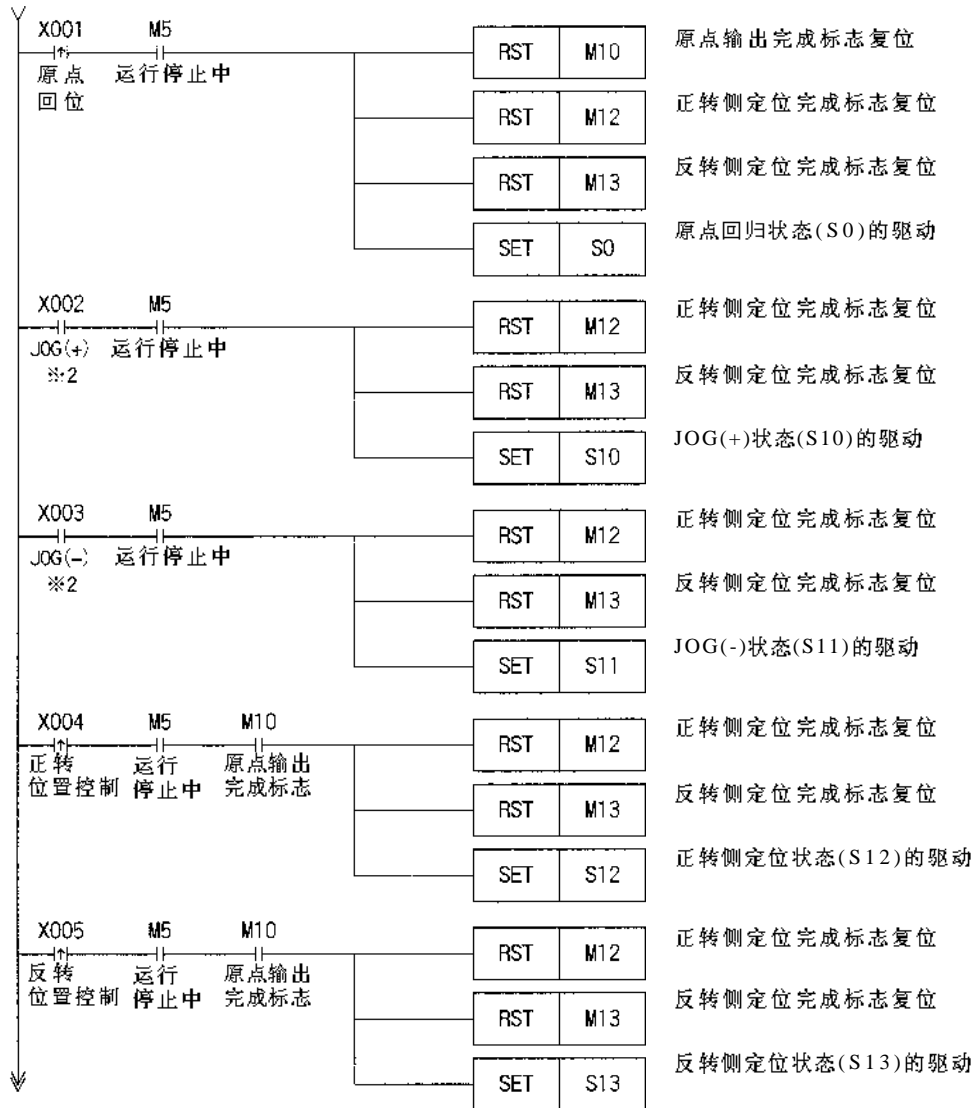 X001 M5
RST M10 原点输出完成标志复位
原点 运行停止中
回位
RST M12 正转侧定位完成标志复位
RST M13 反转侧定位完成标志复位
SET S0 原点回归状态(S0)的驱动
X002 M5
RST M12 正转侧定位完成标志复位
JOG(+) 运行停止中
※2
RST M13 反转侧定位完成标志复位
SET S10 JOG(+)状态(S10)的驱动
X003 M5
RST M12 正转侧定位完成标志复位
JOG(-) 运行停止中
※2
RST M13 反转侧定位完成标志复位
SET S11 JOG(-)状态(S11)的驱动
X004 M5 M10
RST M12 正转侧定位完成标志复位
正转 运行 原点输出
位置控制 停止中 完成标志
RST M13 反转侧定位完成标志复位
SET S12 正转侧定位状态(S12)的驱动
X005 M5 M10
RST M12 正转侧定位完成标志复位
反转 运行 原点输出
位置控制 停止中 完成标志
RST M13 反转侧定位完成标志复位
SET S13 反转侧定位状态(S13)的驱动